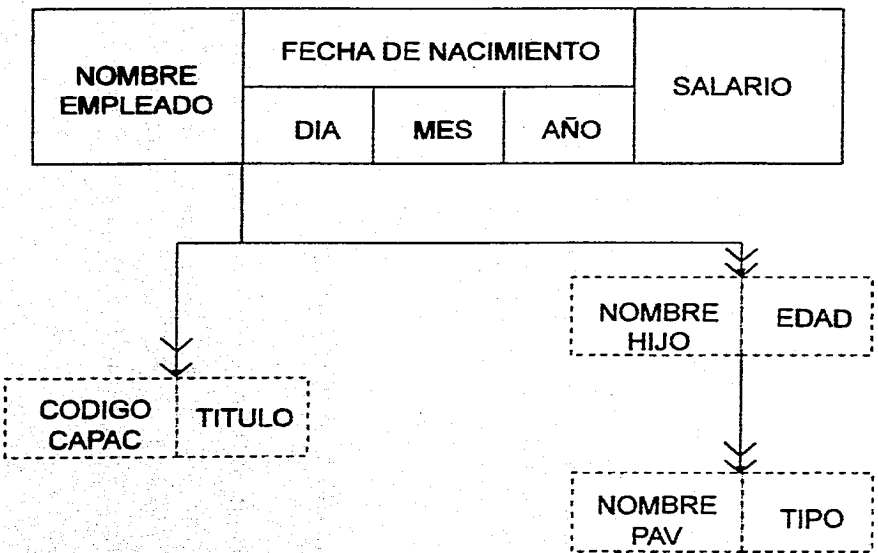 NOMBRE
EMPLEADO
FECHA DE NACIMIENTO
DIA
MES
AÑO
SALARIO
NOMBRE
HIJO
EDAD
CODIGO
CAPAC
TITULO
NOMBRE
PAV
TIPO